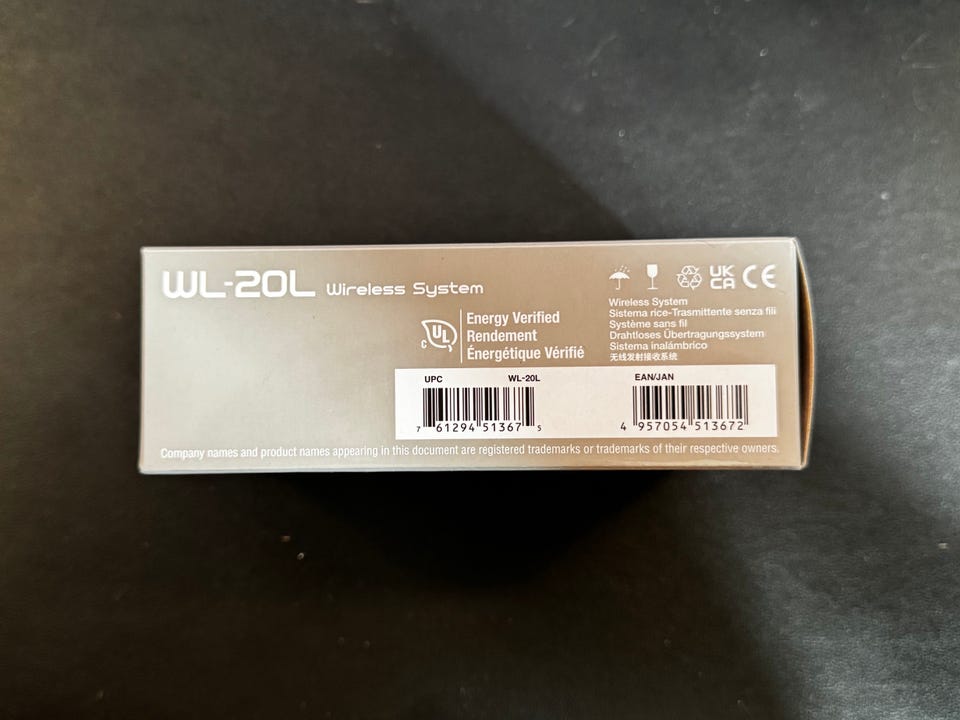 WL-20L Wireless System
UK
CA CE
Wireless System
Sistema rice-Trasmittente senza fili
Système sans fil
Drahtloses Übertragungssystem
Sistema inalámbrico
无线发射接收系统
c UL
Energy Verified
Rendement
Énergétique Vérifié
UPC WL-20L
7 61294 51367 5
EAN/JAN
4 957054 513672
Company names and product names appearing in this document are registered trademarks or trademarks of their respective owners.